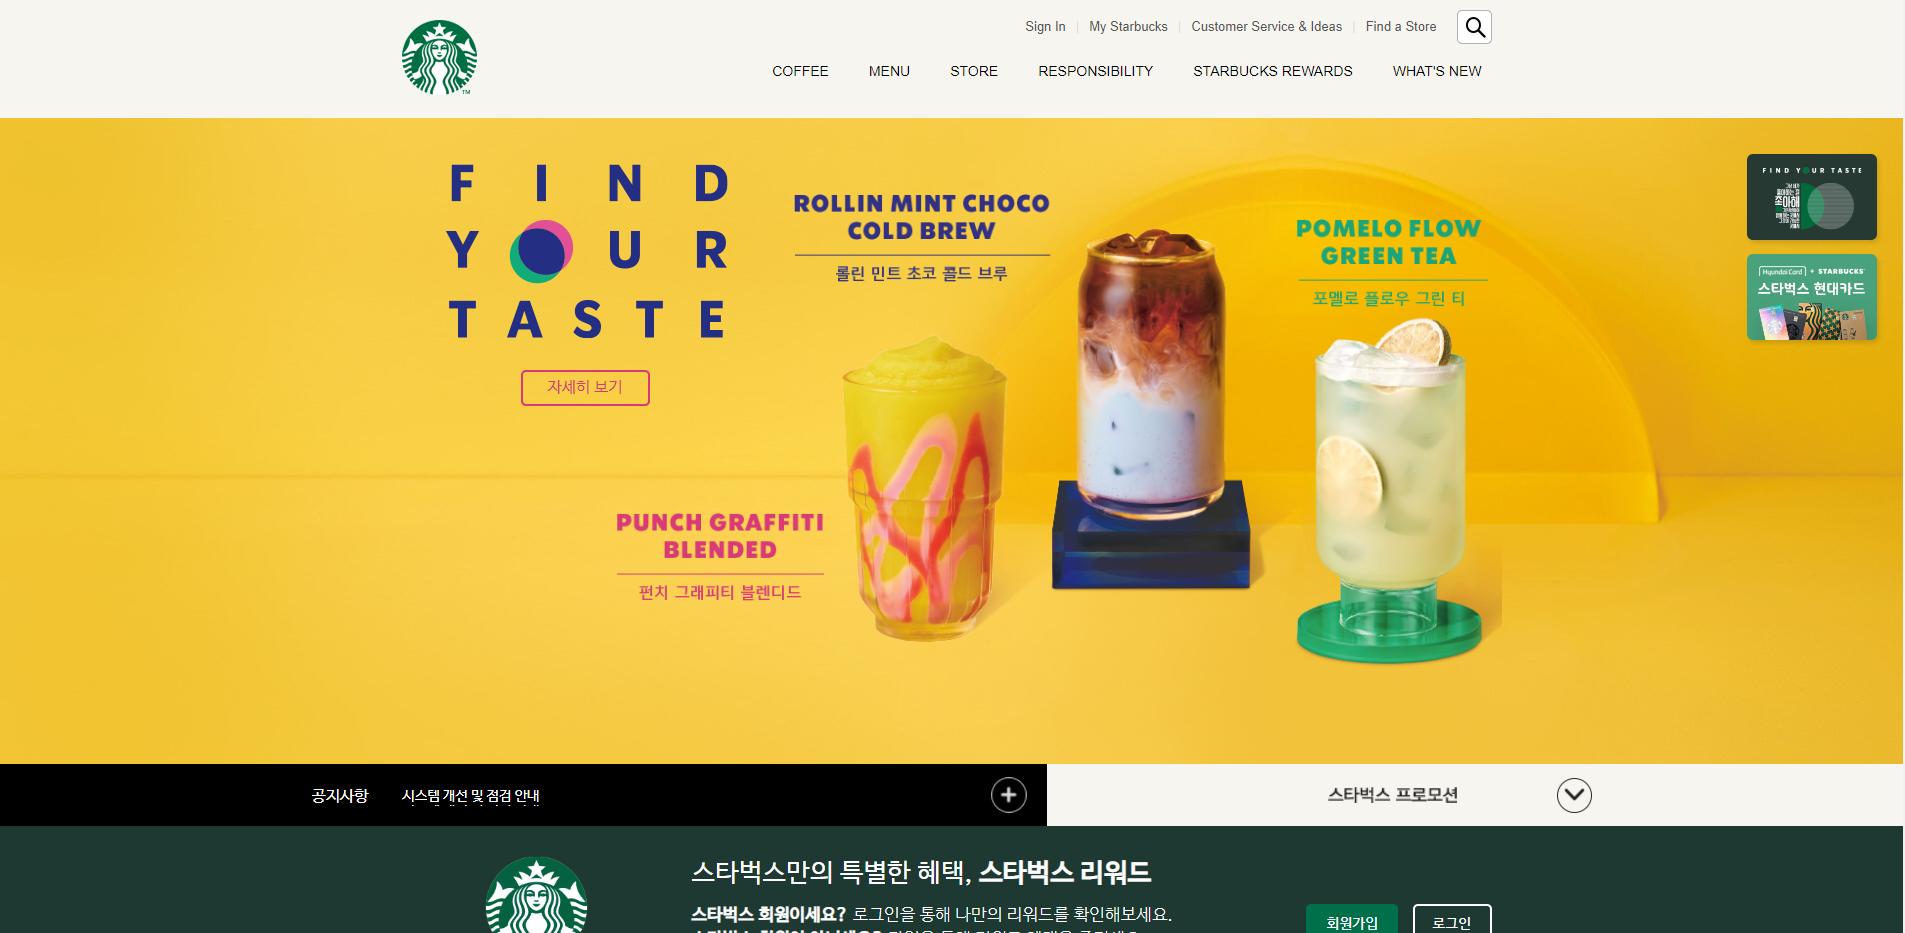 Sign In
My Starbucks
Customer Service & Ideas
Find a Store
COFFEE
MENU
STORE
RESPONSIBILITY
STARBUCKS REWARDS
WHAT'S NEW
TM
FIND
YOUR
TASTE
자세히 보기
ROLLIN MINT CHOCO
COLD BREW
롤린 민트 초코 콜드 브루
POMELO FLOW
GREEN TEA
포멜로 플로우 그린 티
PUNCH GRAFFITI
BLENDED
펀치 그래피티 블렌디드
FIND YOUR TASTE
Hyundai Card + STARBUCKS
스타벅스 현대카드
공지사항
시스템 개선 및 점검 안내
스타벅스 프로모션
스타벅스만의 특별한 혜택, 스타벅스 리워드
스타벅스 회원이세요? 로그인을 통해 나만의 리워드를 확인해보세요.
회원가입
로그인